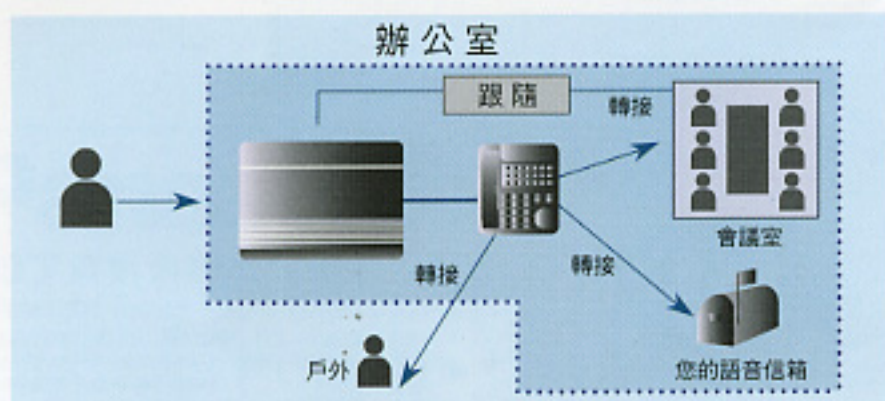 辦公室
跟隨
轉接
會議室
轉接
轉接
戶外
您的語音信箱